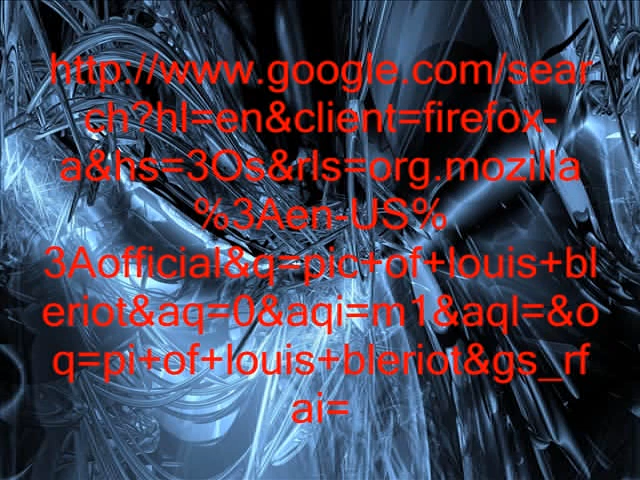 http://www.google.com/sear
ch?hl=en&client=firefox-
a&hs=3Os&rls=org.mozilla
%3Aen-US%
3Aofficial&q=pic+of+louis+bl
eriot&aq=0&aqi=m1&aql=&o
q=pi+of+louis+bleriot&gs_rf
ai=